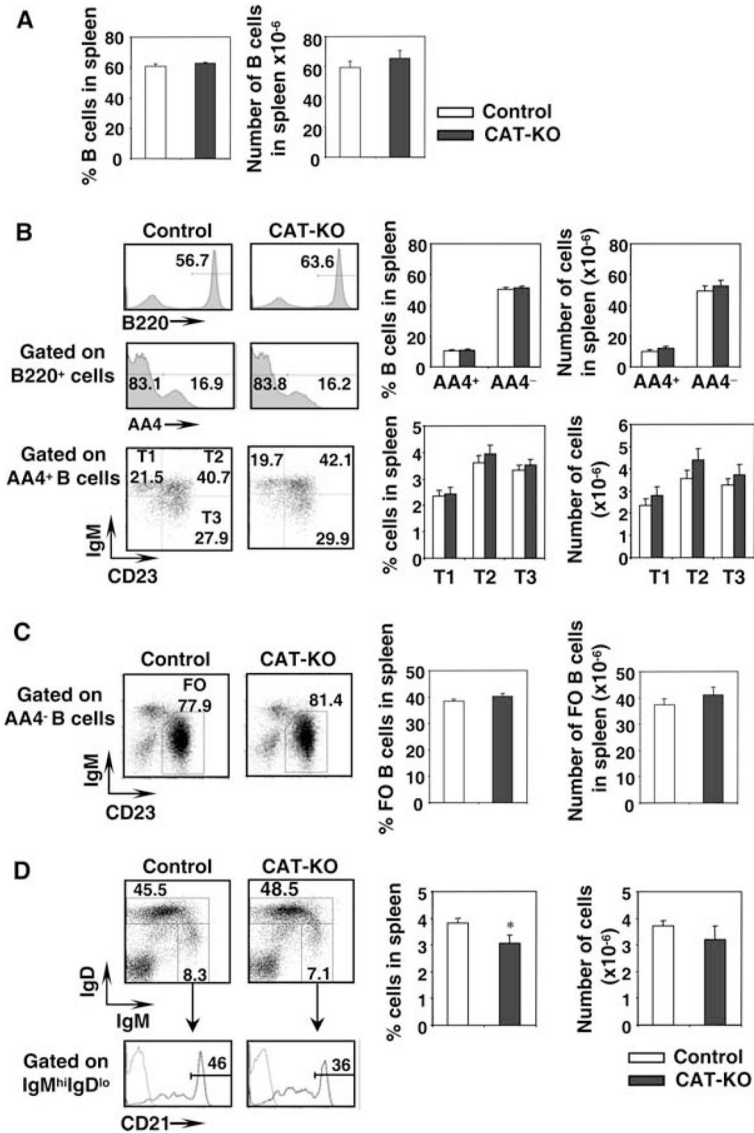 A
% B cells in spleen
80
60
40
20
0
Number of B cells
in spleen x10-6
80
60
40
20
0
Control
CAT-KO
B
Control
CAT-KO
56.7
63.6
B220
Gated on
B220+ cells
83.1 16.9
83.8 16.2
AA4
Gated on
AA4+ B cells
T1 T2
21.5 40.7
T3
27.9
19.7 42.1
29.9
IgM
CD23
% B cells in spleen
80
60
40
20
0
AA4+ AA4–
Number of cells
in spleen (x10-6)
80
60
40
20
0
AA4+ AA4–
% cells in spleen
5
4
3
2
1
0
T1 T2 T3
Number of cells
(x10-6)
6
5
4
3
2
1
0
T1 T2 T3
C
Control
CAT-KO
Gated on
AA4- B cells
FO
77.9
81.4
IgM
CD23
% FO B cells in spleen
50
40
30
20
10
0
Number of FO B cells
in spleen (x10-6)
50
40
30
20
10
0
D
Control
CAT-KO
45.5
8.3
48.5
7.1
IgD
IgM
Gated on
IgMhiIgDlo
46
36
CD21
% cells in spleen
5
4
3
2
1
0
*
Number of cells
(x10-6)
5
4
3
2
1
0
Control
CAT-KO